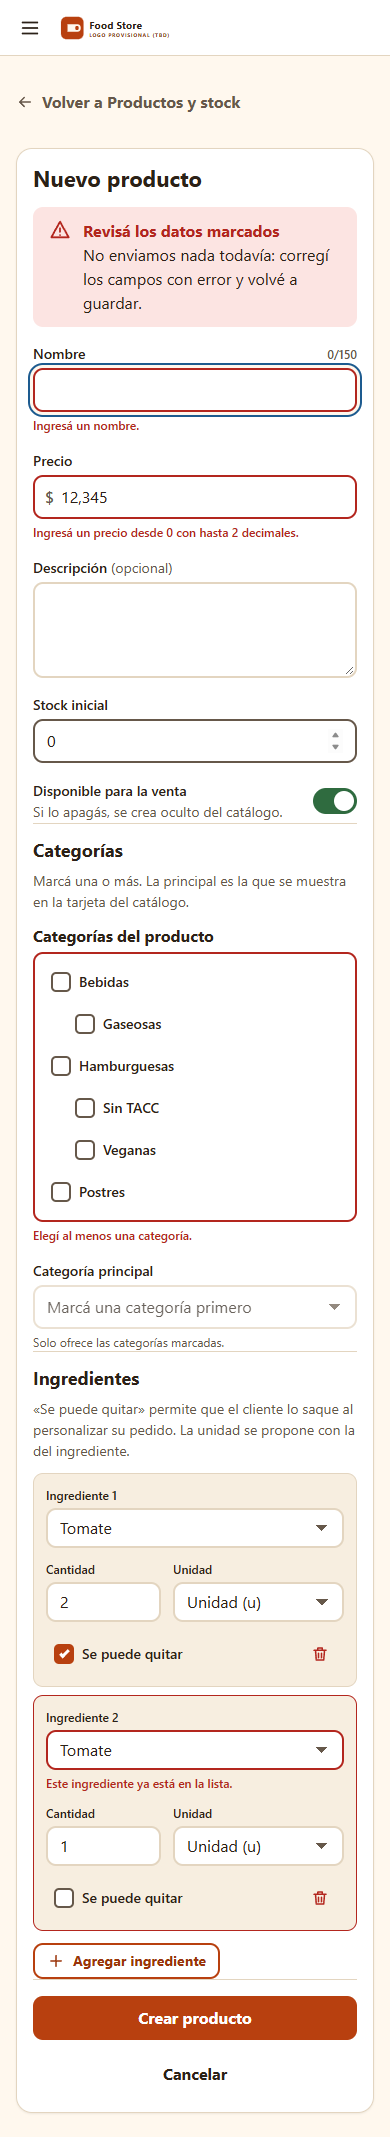 Food Store
LOGO PROVISIONAL (TBD)
Volver a Productos y stock
Nuevo producto
Revisá los datos marcados
No enviamos nada todavía: corregí
los campos con error y volvé a
guardar.
Nombre
0/150
Ingresá un nombre.
Precio
$ 12,345
Ingresá un precio desde 0 con hasta 2 decimales.
Descripción (opcional)
Stock inicial
0
Disponible para la venta
Si lo apagás, se crea oculto del catálogo.
Categorías
Marcá una o más. La principal es la que se muestra
en la tarjeta del catálogo.
Categorías del producto
Bebidas
Gaseosas
Hamburguesas
Sin TACC
Veganas
Postres
Elegí al menos una categoría.
Categoría principal
Marcá una categoría primero
Solo ofrece las categorías marcadas.
Ingredientes
«Se puede quitar» permite que el cliente lo saque al
personalizar su pedido. La unidad se propone con la
del ingrediente.
Ingrediente 1
Tomate
Cantidad
Unidad
2
Unidad (u)
Se puede quitar
Ingrediente 2
Tomate
Este ingrediente ya está en la lista.
Cantidad
Unidad
1
Unidad (u)
Se puede quitar
Agregar ingrediente
Crear producto
Cancelar